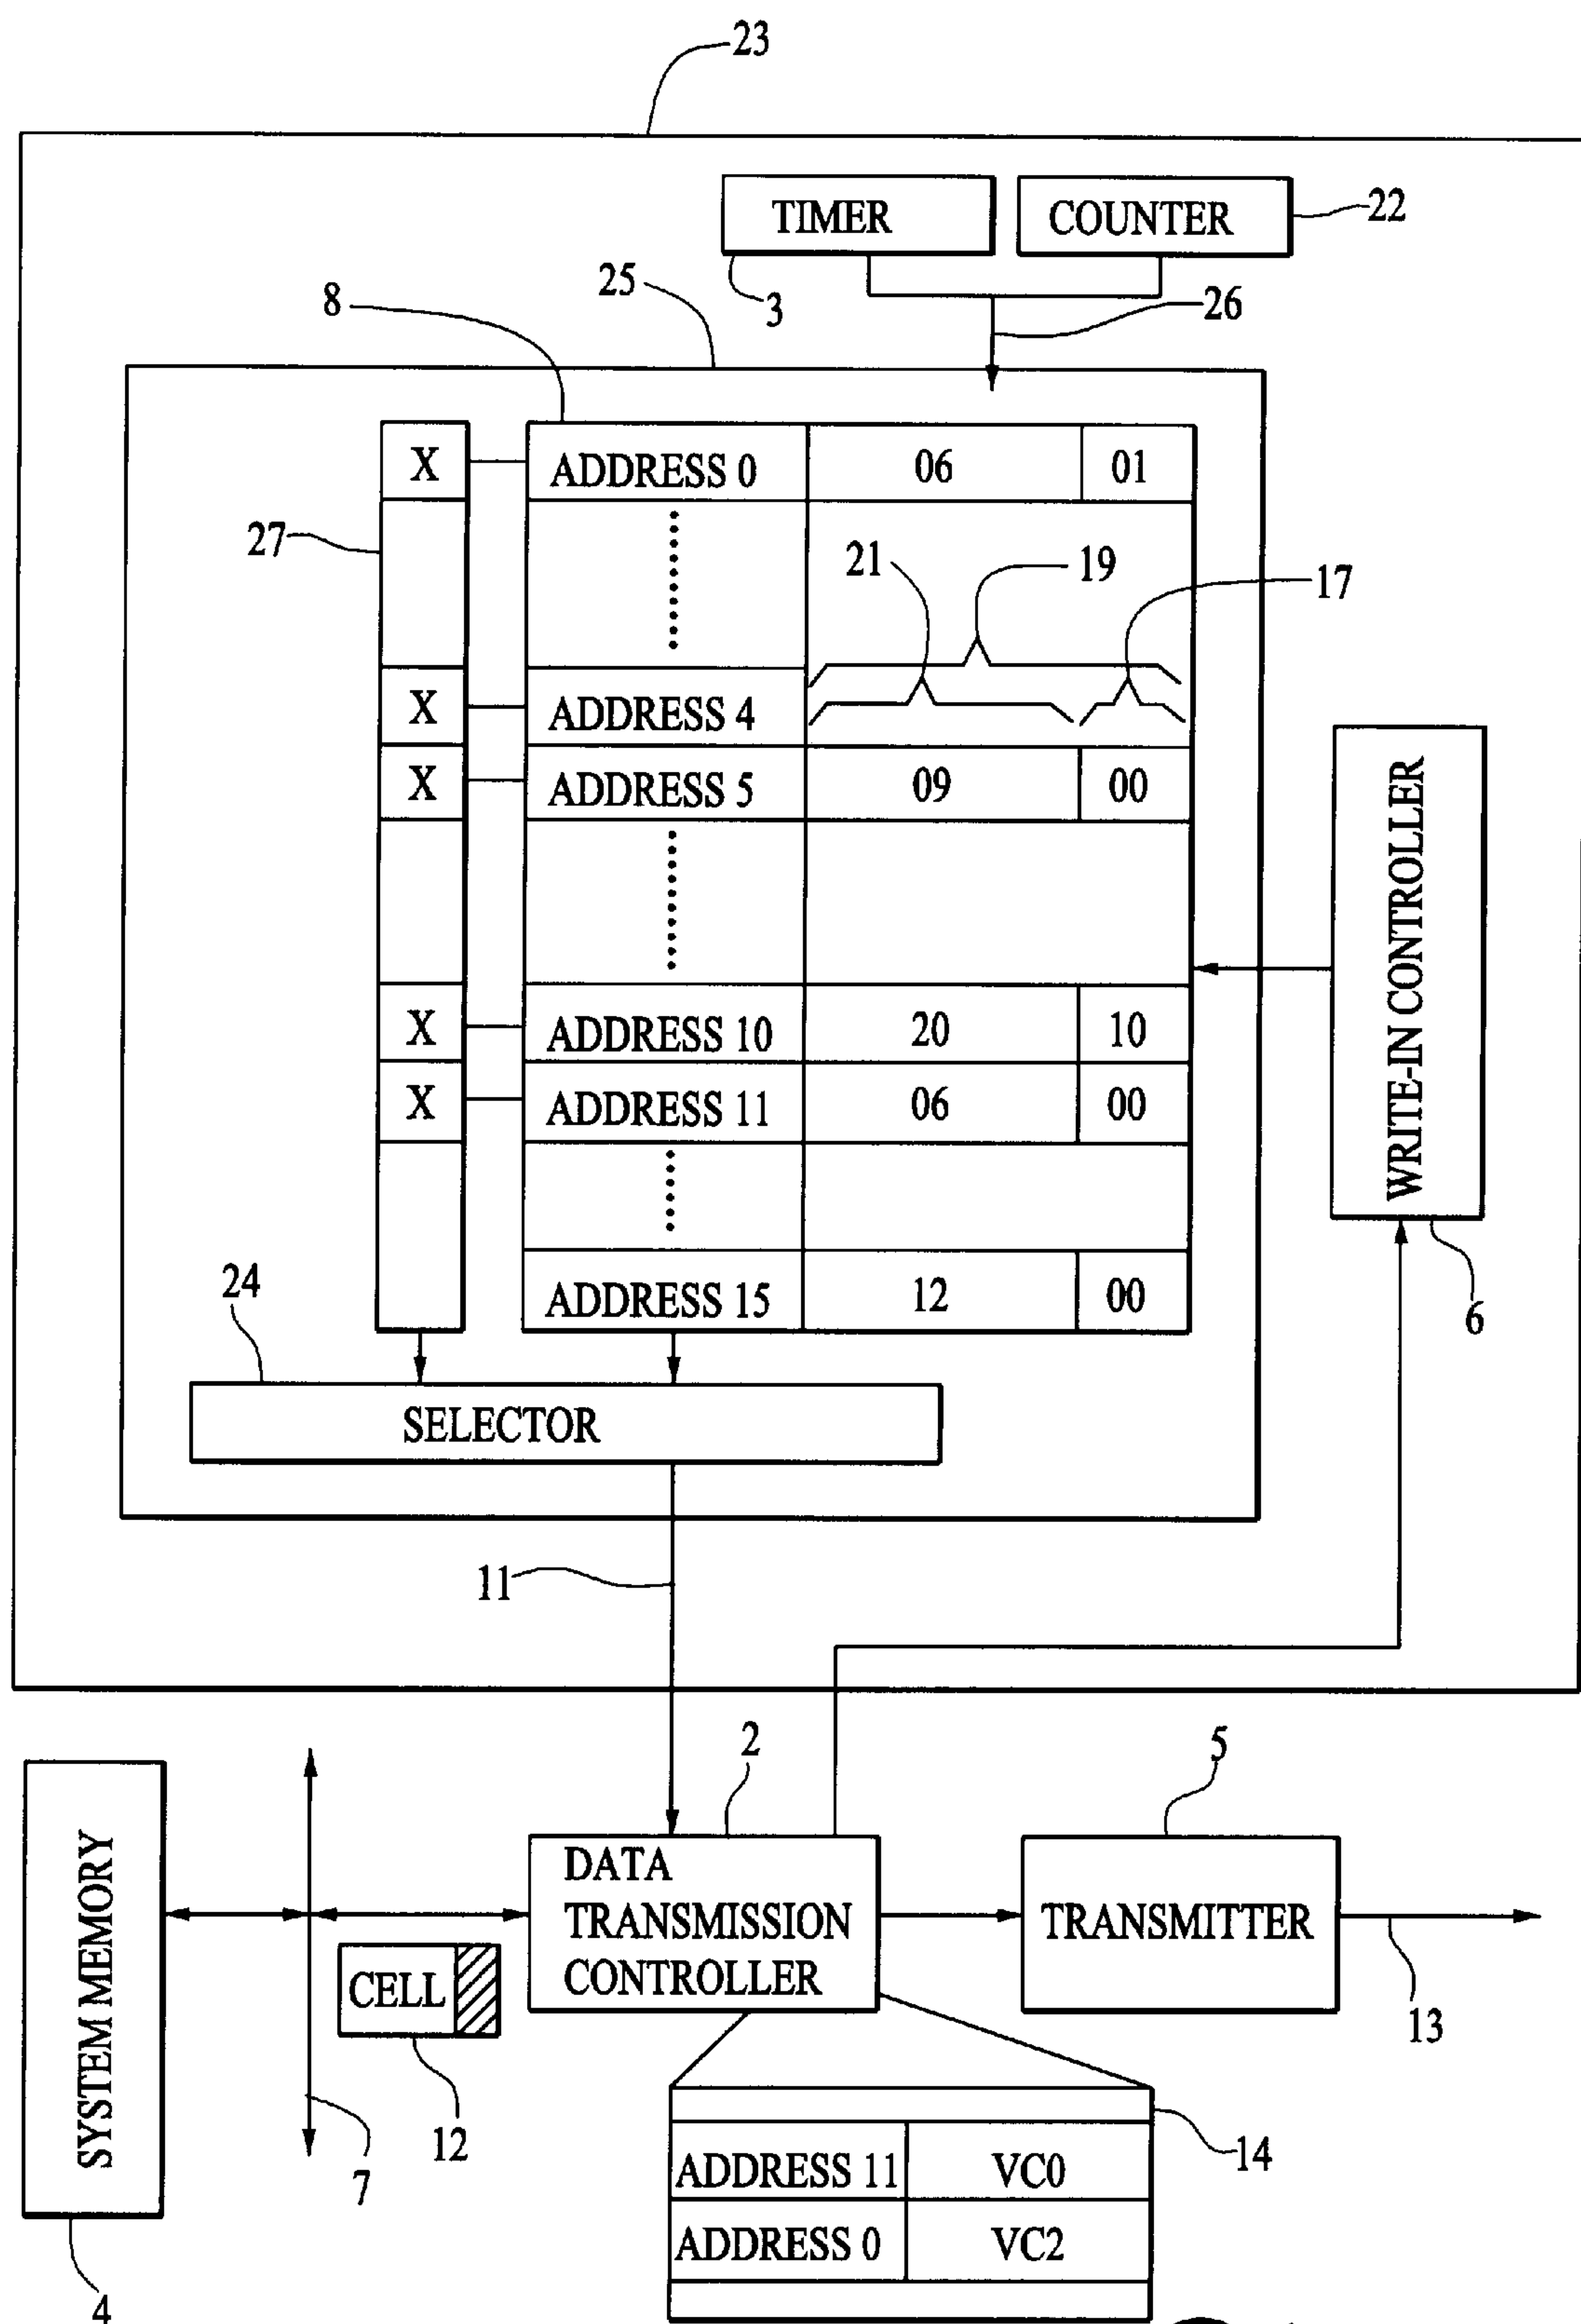 23
TIMER
COUNTER
22
3
25
8
26
X ADDRESS 0 06 01
27
21
19
17
X ADDRESS 4
X ADDRESS 5 09 00
X ADDRESS 10 20 10
X ADDRESS 11 06 00
ADDRESS 15 12 00
WRITE-IN CONTROLLER
6
24
SELECTOR
11
2
5
SYSTEM MEMORY
DATA
TRANSMISSION
CONTROLLER
TRANSMITTER
CELL
13
12
7
14
ADDRESS 11 VC0
ADDRESS 0 VC2
4